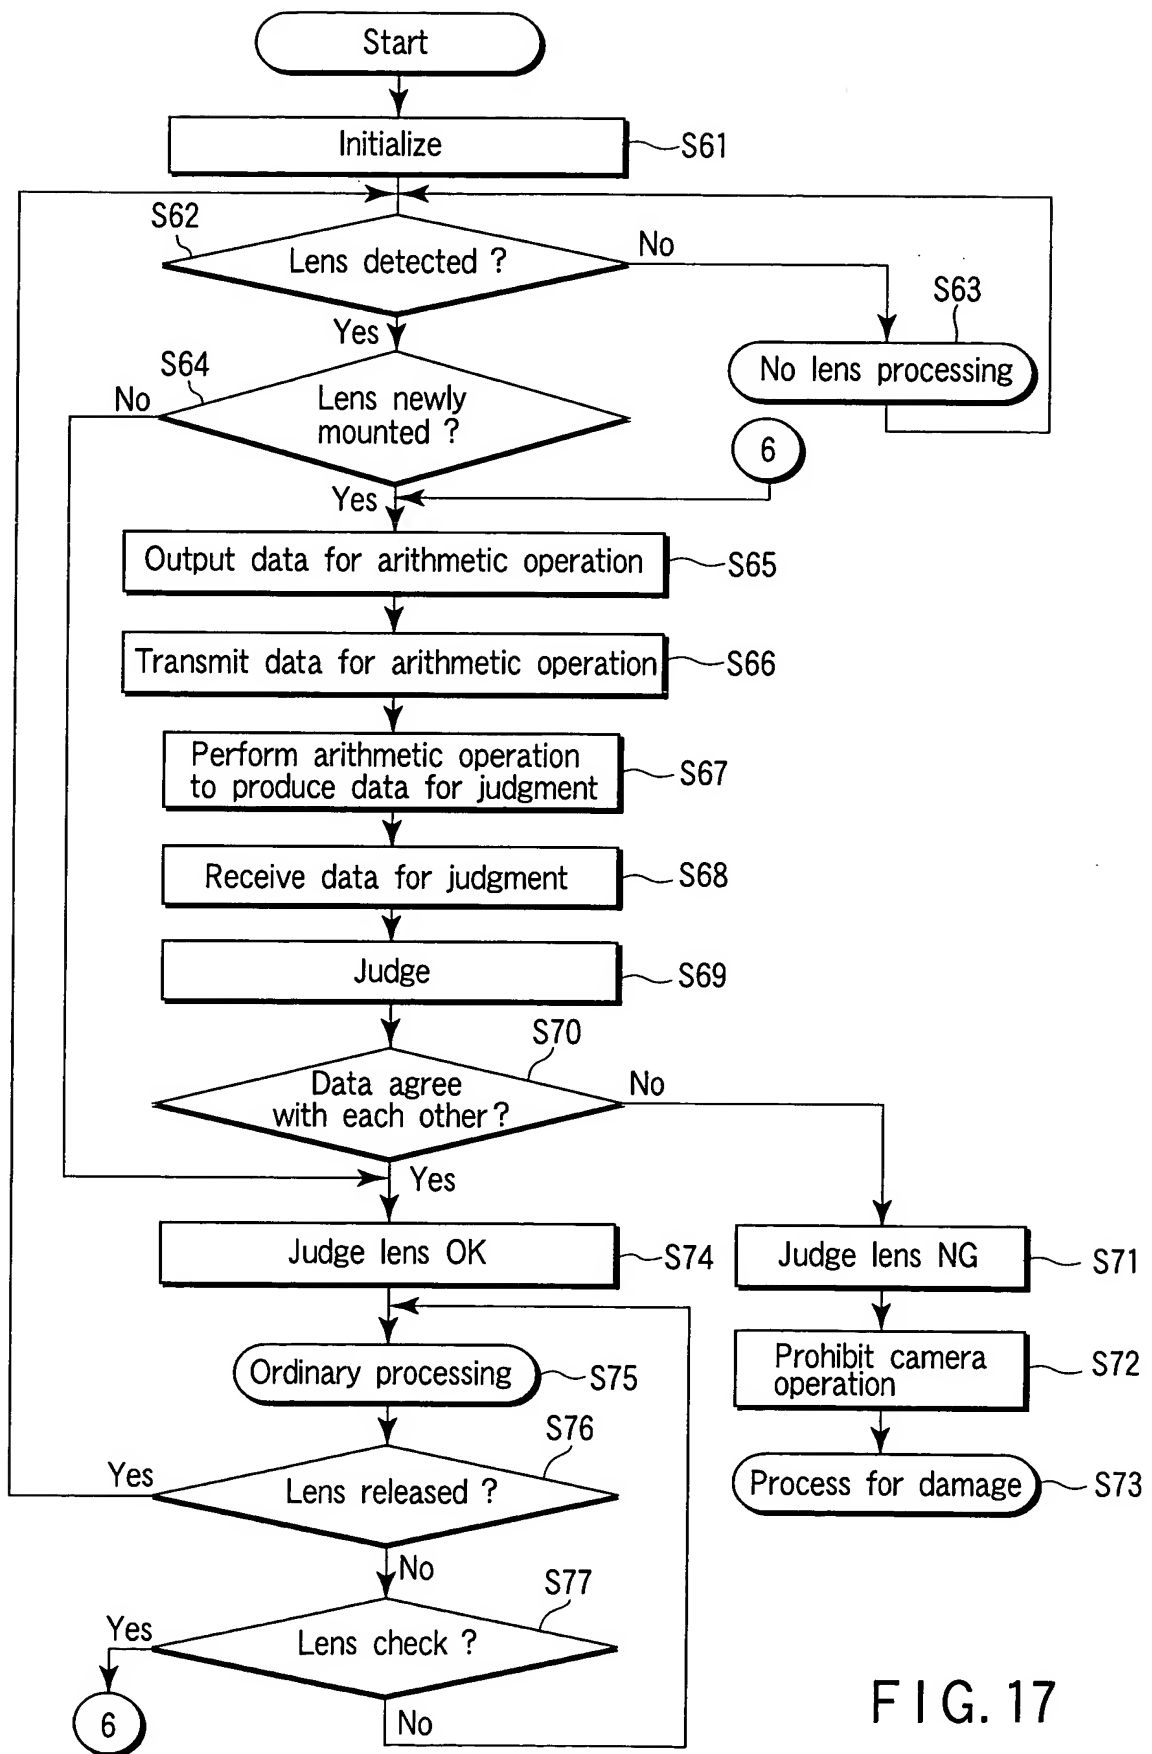 Start
Initialize
S61
S62
Lens detected ?
No
S63
Yes
S64
No lens processing
No
Lens newly
mounted ?
6
Yes
Output data for arithmetic operation
S65
Transmit data for arithmetic operation
S66
Perform arithmetic operation
to produce data for judgment
S67
Receive data for judgment
S68
Judge
S69
S70
Data agree
with each other ?
No
Yes
Judge lens OK
S74
Judge lens NG
S71
Prohibit camera
operation
S72
Ordinary processing
S75
S76
Yes
Lens released ?
Process for damage
S73
No
S77
Yes
Lens check ?
6
No
FIG. 17